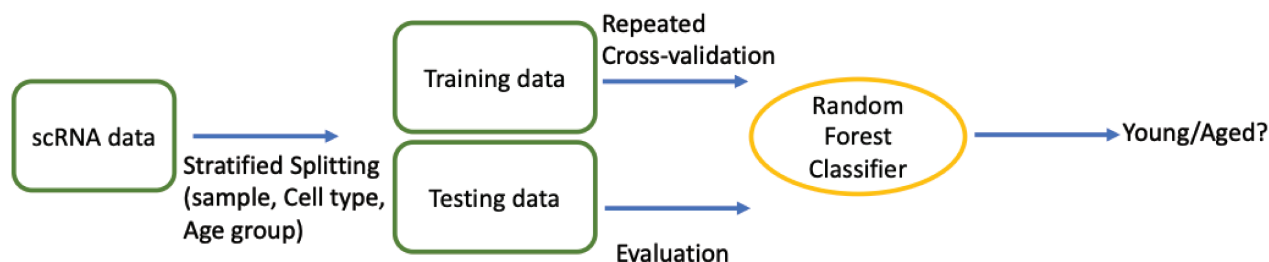 scRNA data
Stratified Splitting
(sample, Cell type,
Age group)
Training data
Testing data
Repeated
Cross-validation
Evaluation
Random
Forest
Classifier
Young/Aged?